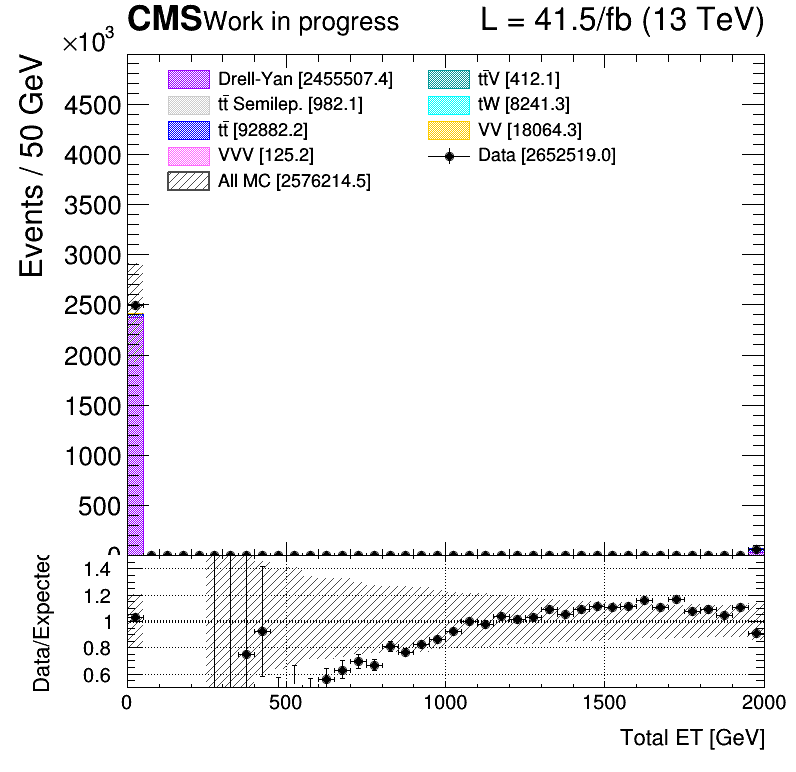 CMS Work in progress L = 41.5/fb (13 TeV)
×10³
Drell-Yan [2455507.4] tt̄V [412.1]
tt̄ Semilep. [982.1] tW [8241.3]
tt̄ [92882.2] VV [18064.3]
VVV [125.2] Data [2652519.0]
All MC [2576214.5]
Events / 50 GeV
4500
4000
3500
3000
2500
2000
1500
1000
500
0
Data/Expected
1.4
1.2
1
0.8
0.6
0 500 1000 1500 2000
Total ET [GeV]